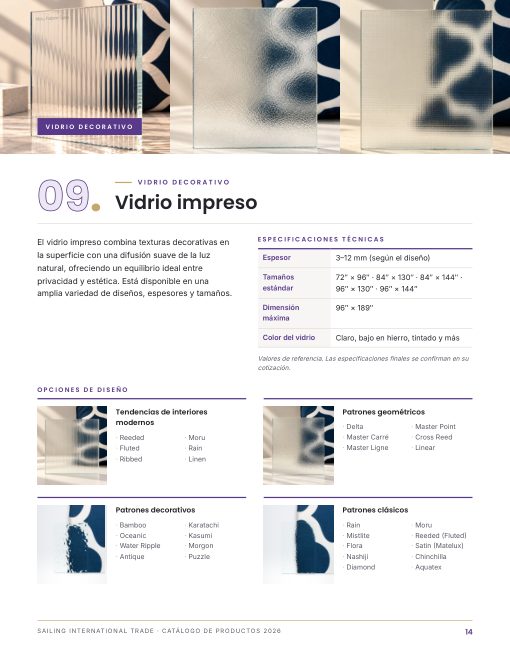 VIDRIO DECORATIVO
09.
VIDRIO DECORATIVO
Vidrio impreso
El vidrio impreso combina texturas decorativas en
la superficie con una difusión suave de la luz
natural, ofreciendo un equilibrio ideal entre
privacidad y estética. Está disponible en una
amplia variedad de diseños, espesores y tamaños.
ESPECIFICACIONES TÉCNICAS
Espesor 3–12 mm (según el diseño)
Tamaños estándar 72” × 96” · 84” × 130” · 84” × 144” ·
96” × 130” · 96” × 144”
Dimensión máxima 96” × 189”
Color del vidrio Claro, bajo en hierro, tintado y más
Valores de referencia. Las especificaciones finales se confirman en su
cotización.
OPCIONES DE DISEÑO
Tendencias de interiores
modernos
· Reeded · Moru
· Fluted · Rain
· Ribbed · Linen
Patrones geométricos
· Delta · Master Point
· Master Carré · Cross Reed
· Master Ligne · Linear
Patrones decorativos
· Bamboo · Karatachi
· Oceanic · Kasumi
· Water Ripple · Morgon
· Antique · Puzzle
Patrones clásicos
· Rain · Moru
· Mistlite · Reeded (Fluted)
· Flora · Satin (Matelux)
· Nashiji · Chinchilla
· Diamond · Aquatex
SAILING INTERNATIONAL TRADE · CATÁLOGO DE PRODUCTOS 2026
14